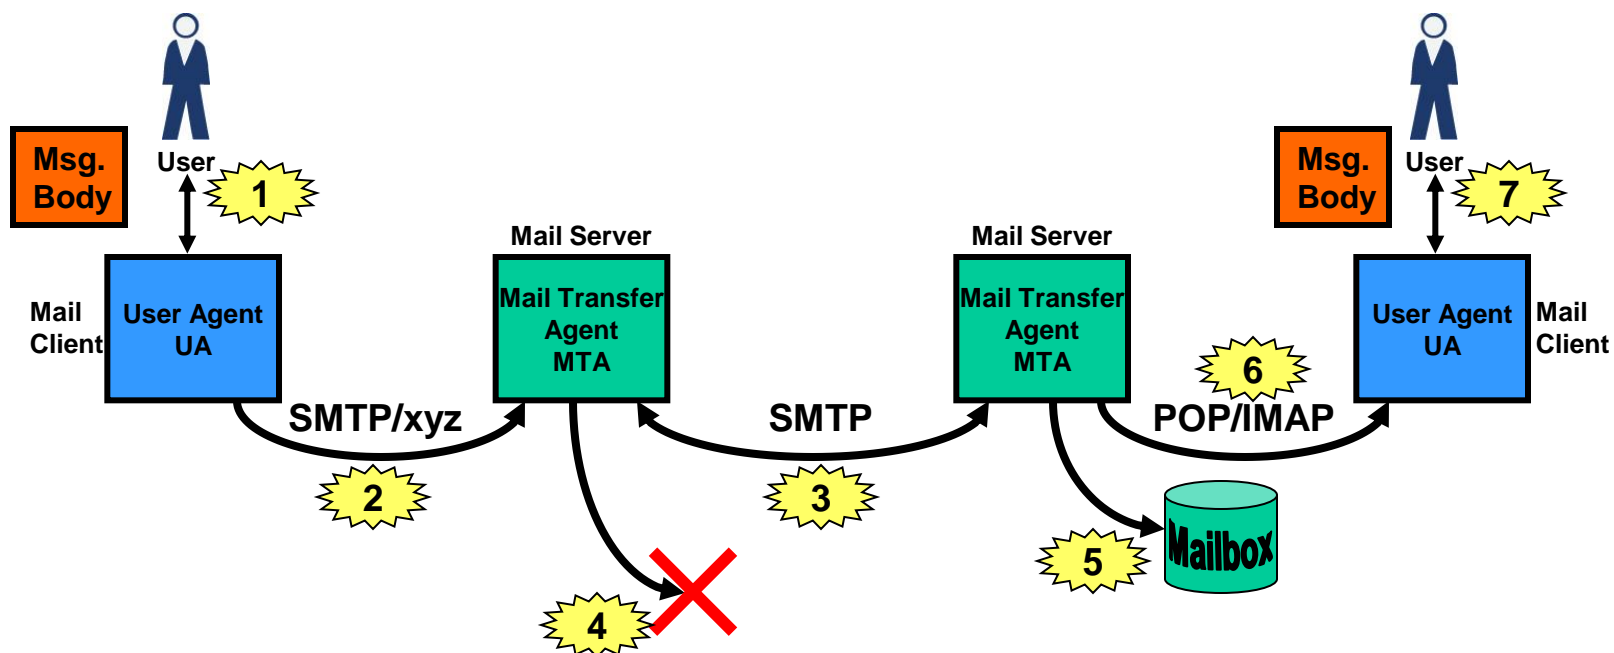 Msg.
Body
User
1
Msg.
Body
User
7
Mail Server
Mail Server
Mail
Client
User Agent
UA
Mail Transfer
Agent
MTA
Mail Transfer
Agent
MTA
6
User Agent
UA
Mail
Client
SMTP/xyz
SMTP
POP/IMAP
2
3
5
Mailbox
4